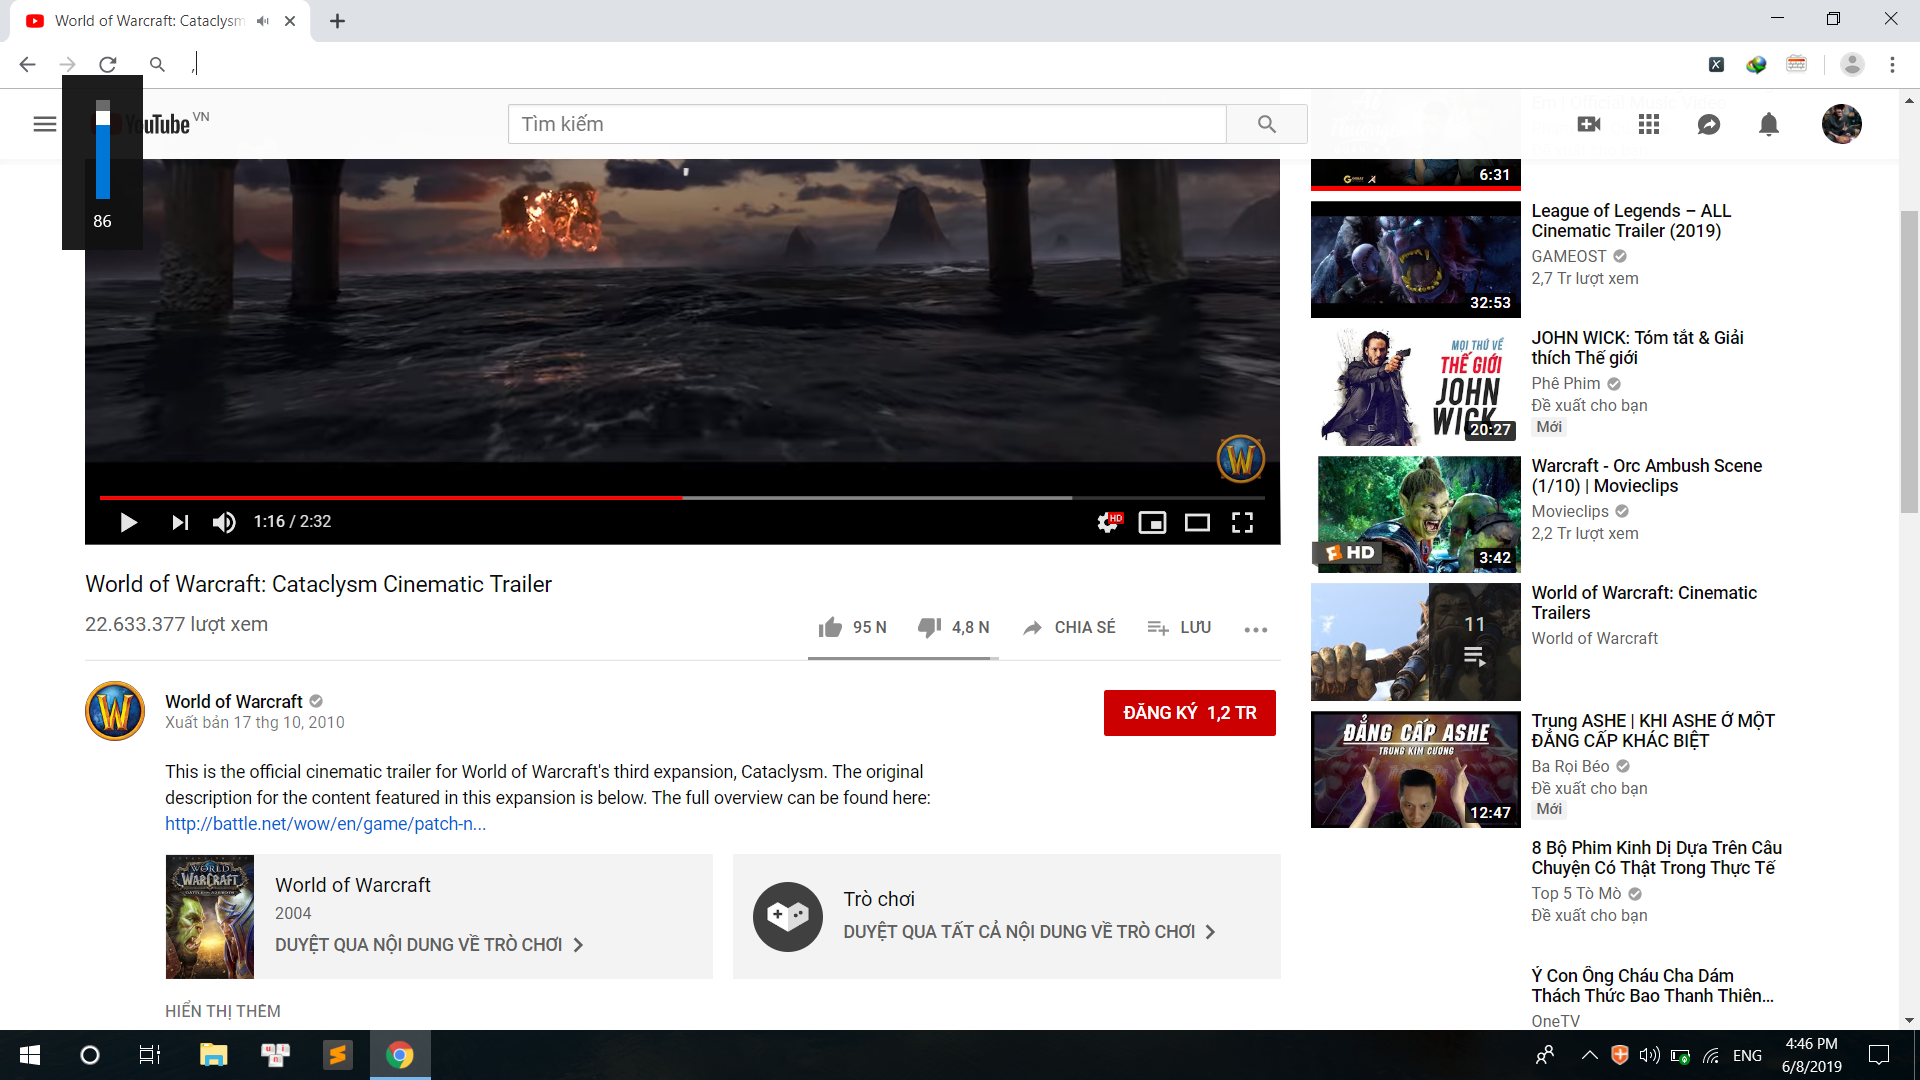 World of Warcraft: Cataclysm
,
86
YouTube VN
Tìm kiếm
1:16 / 2:32
HD
World of Warcraft: Cataclysm Cinematic Trailer
22.633.377 lượt xem
95 N
4,8 N
CHIA SẺ
LƯU
World of Warcraft
Xuất bản 17 thg 10, 2010
ĐĂNG KÝ 1,2 TR
This is the official cinematic trailer for World of Warcraft's third expansion, Cataclysm. The original
description for the content featured in this expansion is below. The full overview can be found here:
http://battle.net/wow/en/game/patch-n...
WORLD OF
WARCRAFT
World of Warcraft
2004
DUYỆT QUA NỘI DUNG VỀ TRÒ CHƠI
Trò chơi
DUYỆT QUA TẤT CẢ NỘI DUNG VỀ TRÒ CHƠI
HIỂN THỊ THÊM
Em | Official Music Video
6:31
32:53
League of Legends – ALL
Cinematic Trailer (2019)
GAMEOST
2,7 Tr lượt xem
MỌI THỨ VỀ
THẾ GIỚI
JOHN
WICK
20:27
JOHN WICK: Tóm tắt & Giải
thích Thế giới
Phê Phim
Đề xuất cho bạn
Mới
HD
3:42
Warcraft - Orc Ambush Scene
(1/10) | Movieclips
Movieclips
2,2 Tr lượt xem
11
World of Warcraft: Cinematic
Trailers
World of Warcraft
ĐẲNG CẤP ASHE
TRUNG KIM CƯƠNG
12:47
Trung ASHE | KHI ASHE Ở MỘT
ĐẲNG CẤP KHÁC BIỆT
Ba Rọi Béo
Đề xuất cho bạn
Mới
8 Bộ Phim Kinh Dị Dựa Trên Câu
Chuyện Có Thật Trong Thực Tế
Top 5 Tò Mò
Đề xuất cho bạn
Ỷ Con Ông Cháu Cha Dám
Thách Thức Bao Thanh Thiên...
OneTV
ENG
4:46 PM
6/8/2019